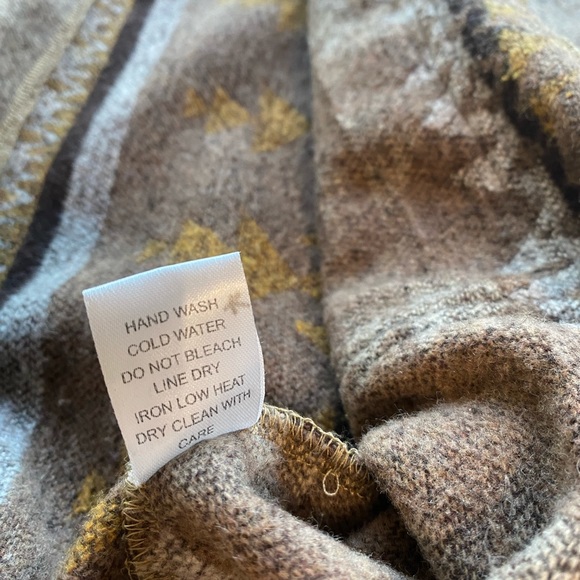 HAND WASH
COLD WATER
DO NOT BLEACH
LINE DRY
IRON LOW HEAT
DRY CLEAN WITH
CARE